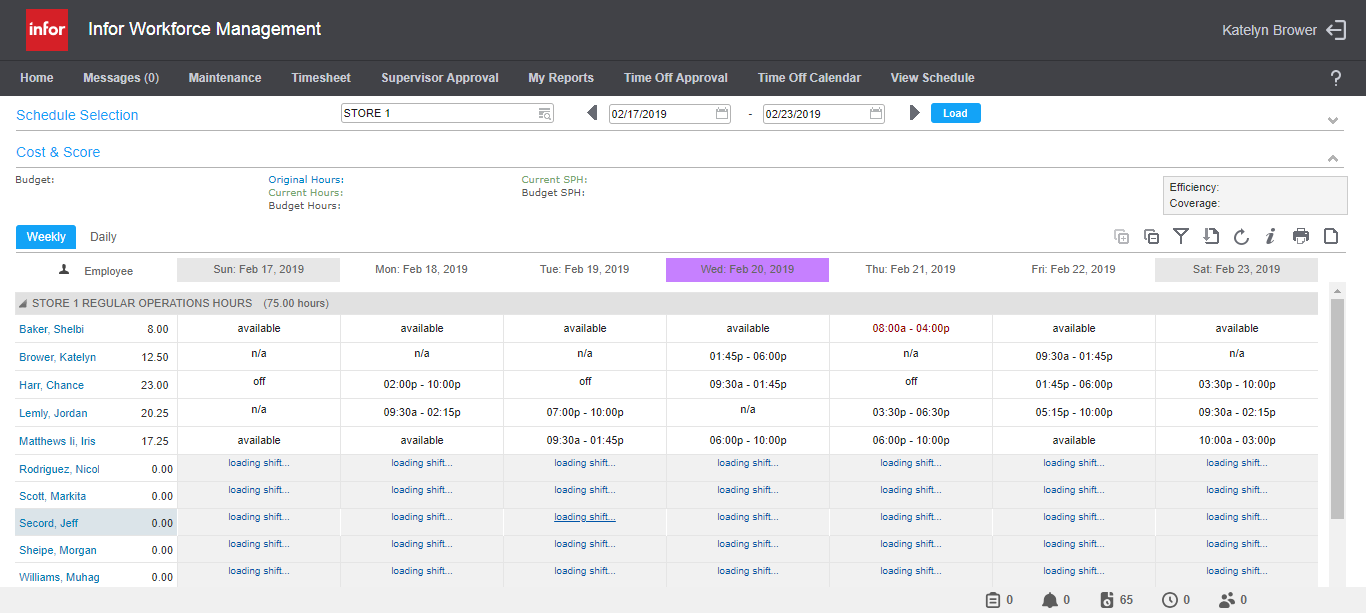 infor Infor Workforce Management Katelyn Brower
Home Messages (0) Maintenance Timesheet Supervisor Approval My Reports Time Off Approval Time Off Calendar View Schedule ?
Schedule Selection STORE 1 02/17/2019 - 02/23/2019 Load
Cost & Score
Budget: Original Hours: Current SPH:
Current Hours: Budget SPH:
Budget Hours:
Efficiency:
Coverage:
Weekly Daily
Employee Sun: Feb 17, 2019 Mon: Feb 18, 2019 Tue: Feb 19, 2019 Wed: Feb 20, 2019 Thu: Feb 21, 2019 Fri: Feb 22, 2019 Sat: Feb 23, 2019
STORE 1 REGULAR OPERATIONS HOURS (75.00 hours)
Baker, Shelbi 8.00 available available available available 08:00a - 04:00p available available
Brower, Katelyn 12.50 n/a n/a n/a 01:45p - 06:00p n/a 09:30a - 01:45p n/a
Harr, Chance 23.00 off 02:00p - 10:00p off 09:30a - 01:45p off 01:45p - 06:00p 03:30p - 10:00p
Lemly, Jordan 20.25 n/a 09:30a - 02:15p 07:00p - 10:00p n/a 03:30p - 06:30p 05:15p - 10:00p 09:30a - 02:15p
Matthews Ii, Iris 17.25 available available 09:30a - 01:45p 06:00p - 10:00p 06:00p - 10:00p available 10:00a - 03:00p
Rodriguez, Nicol 0.00 loading shift... loading shift... loading shift... loading shift... loading shift... loading shift... loading shift...
Scott, Markita 0.00 loading shift... loading shift... loading shift... loading shift... loading shift... loading shift... loading shift...
Secord, Jeff 0.00 loading shift... loading shift... loading shift... loading shift... loading shift... loading shift... loading shift...
Sheipe, Morgan 0.00 loading shift... loading shift... loading shift... loading shift... loading shift... loading shift... loading shift...
Williams, Muhag 0.00 loading shift... loading shift... loading shift... loading shift... loading shift... loading shift... loading shift...
0 0 65 0 0